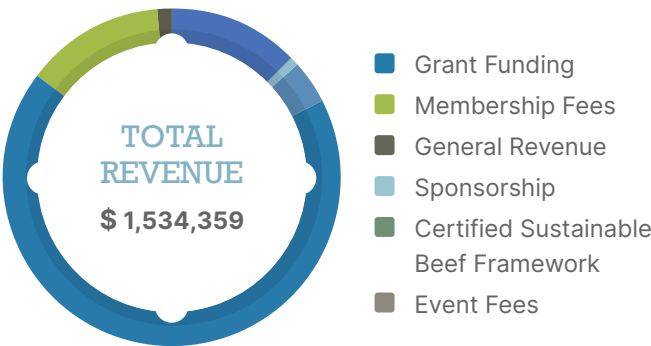 TOTAL
REVENUE
$ 1,534,359
Grant Funding
Membership Fees
General Revenue
Sponsorship
Certified Sustainable
Beef Framework
Event Fees